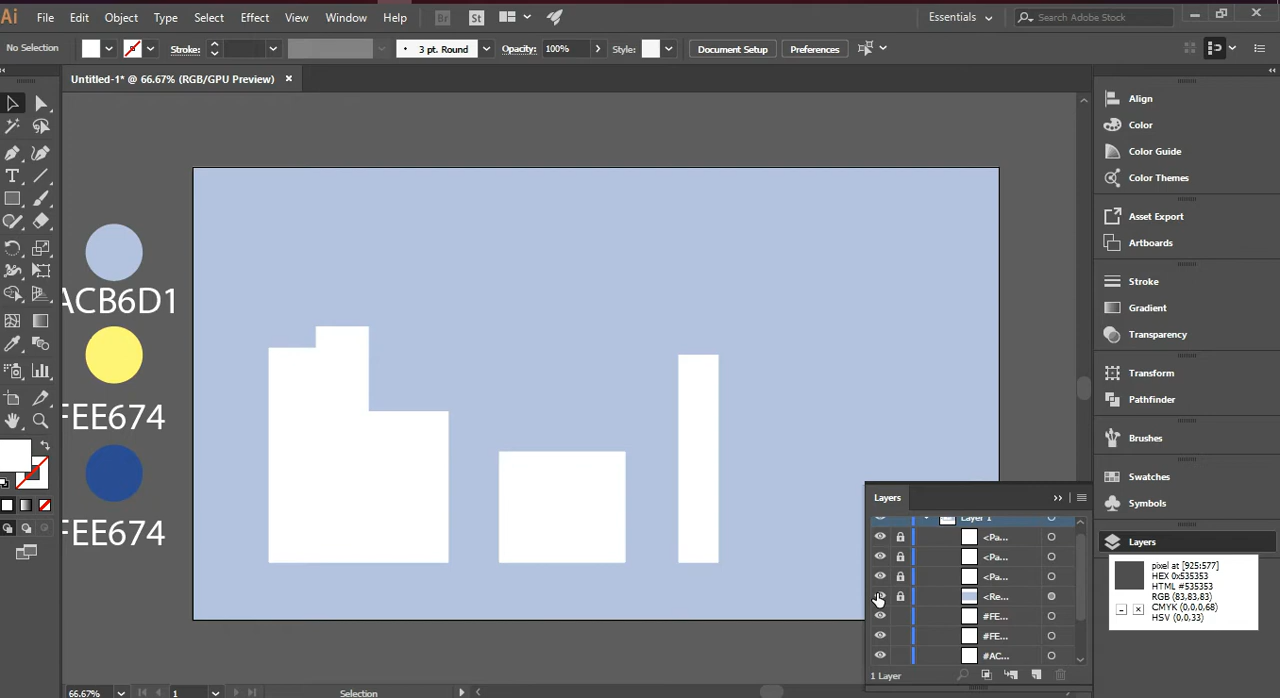 Ai File Edit Object Type Select Effect View Window Help Br St Essentials Search Adobe Stock
No Selection Stroke: 3 pt. Round Opacity: 100% Style: Document Setup Preferences
Untitled-1* @ 66.67% (RGB/GPU Preview) ×
Align
Color
Color Guide
Color Themes
Asset Export
Artboards
Stroke
Gradient
Transparency
Transform
Pathfinder
Brushes
Swatches
Symbols
Layers
ACB6D1
FEE674
FEE674
Layers
Layer 1
<Pa...
<Pa...
<Pa...
<Re...
#FE...
#FE...
#AC...
1 Layer
pixel at [925:577]
HEX 0x535353
HTML #535353
RGB (83,83,83)
CMYK (0,0,0,68)
HSV (0,0,33)
66.67% 1 Selection